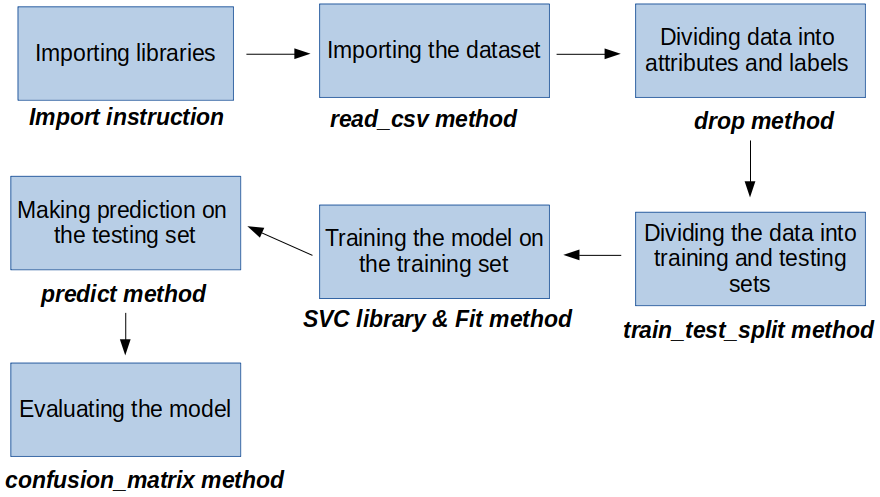 Importing libraries
Import instruction
Importing the dataset
read_csv method
Dividing data into
attributes and labels
drop method
Dividing the data into
training and testing
sets
train_test_split method
Training the model on
the training set
SVC library & Fit method
Making prediction on
the testing set
predict method
Evaluating the model
confusion_matrix method